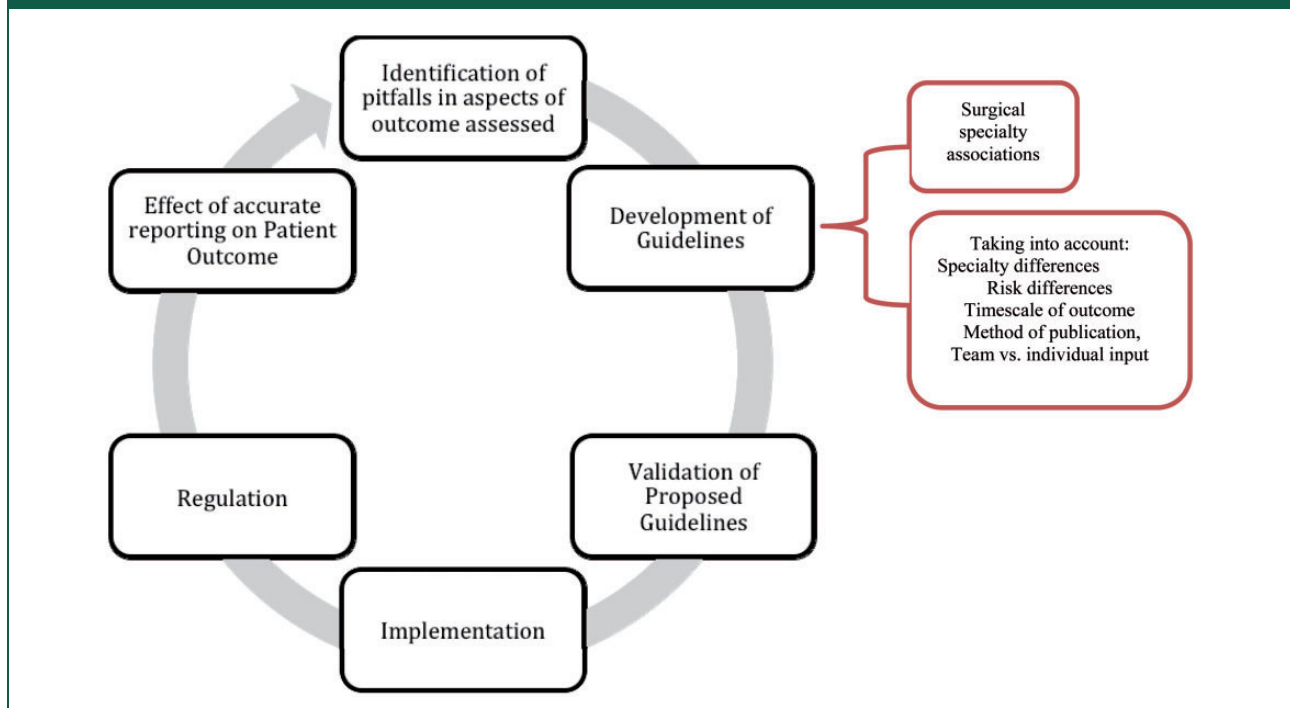 Identification of
pitfalls in aspects of
outcome assessed
Development of
Guidelines
Surgical
specialty
associations
Taking into account:
Specialty differences
Risk differences
Timescale of outcome
Method of publication,
Team vs. individual input
Validation of
Proposed
Guidelines
Implementation
Regulation
Effect of accurate
reporting on Patient
Outcome